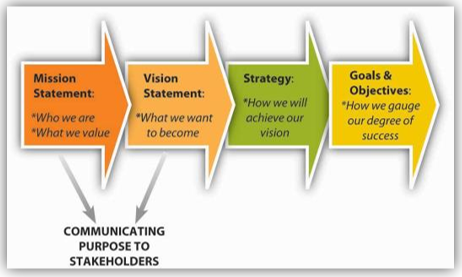 Mission
Statement:
*Who we are
*What we value
Vision
Statement:
*What we want
to become
Strategy:
*How we will
achieve our
vision
Goals &
Objectives:
*How we gauge
our degree of
success
COMMUNICATING
PURPOSE TO
STAKEHOLDERS